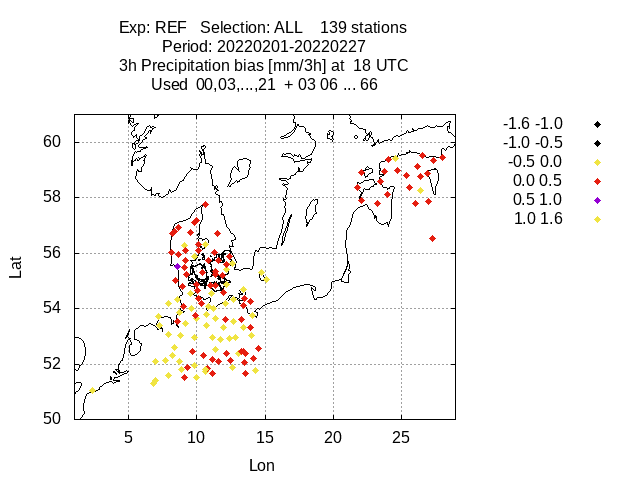 Exp: REF   Selection: ALL    139 stations
Period: 20220201-20220227
3h Precipitation bias [mm/3h] at  18 UTC
Used  00,03,...,21  + 03 06 ... 66
-1.6 -1.0
-1.0 -0.5
-0.5 0.0
0.0 0.5
0.5 1.0
1.0 1.6
60
58
56
54
52
50
Lat
5 10 15 20 25
Lon